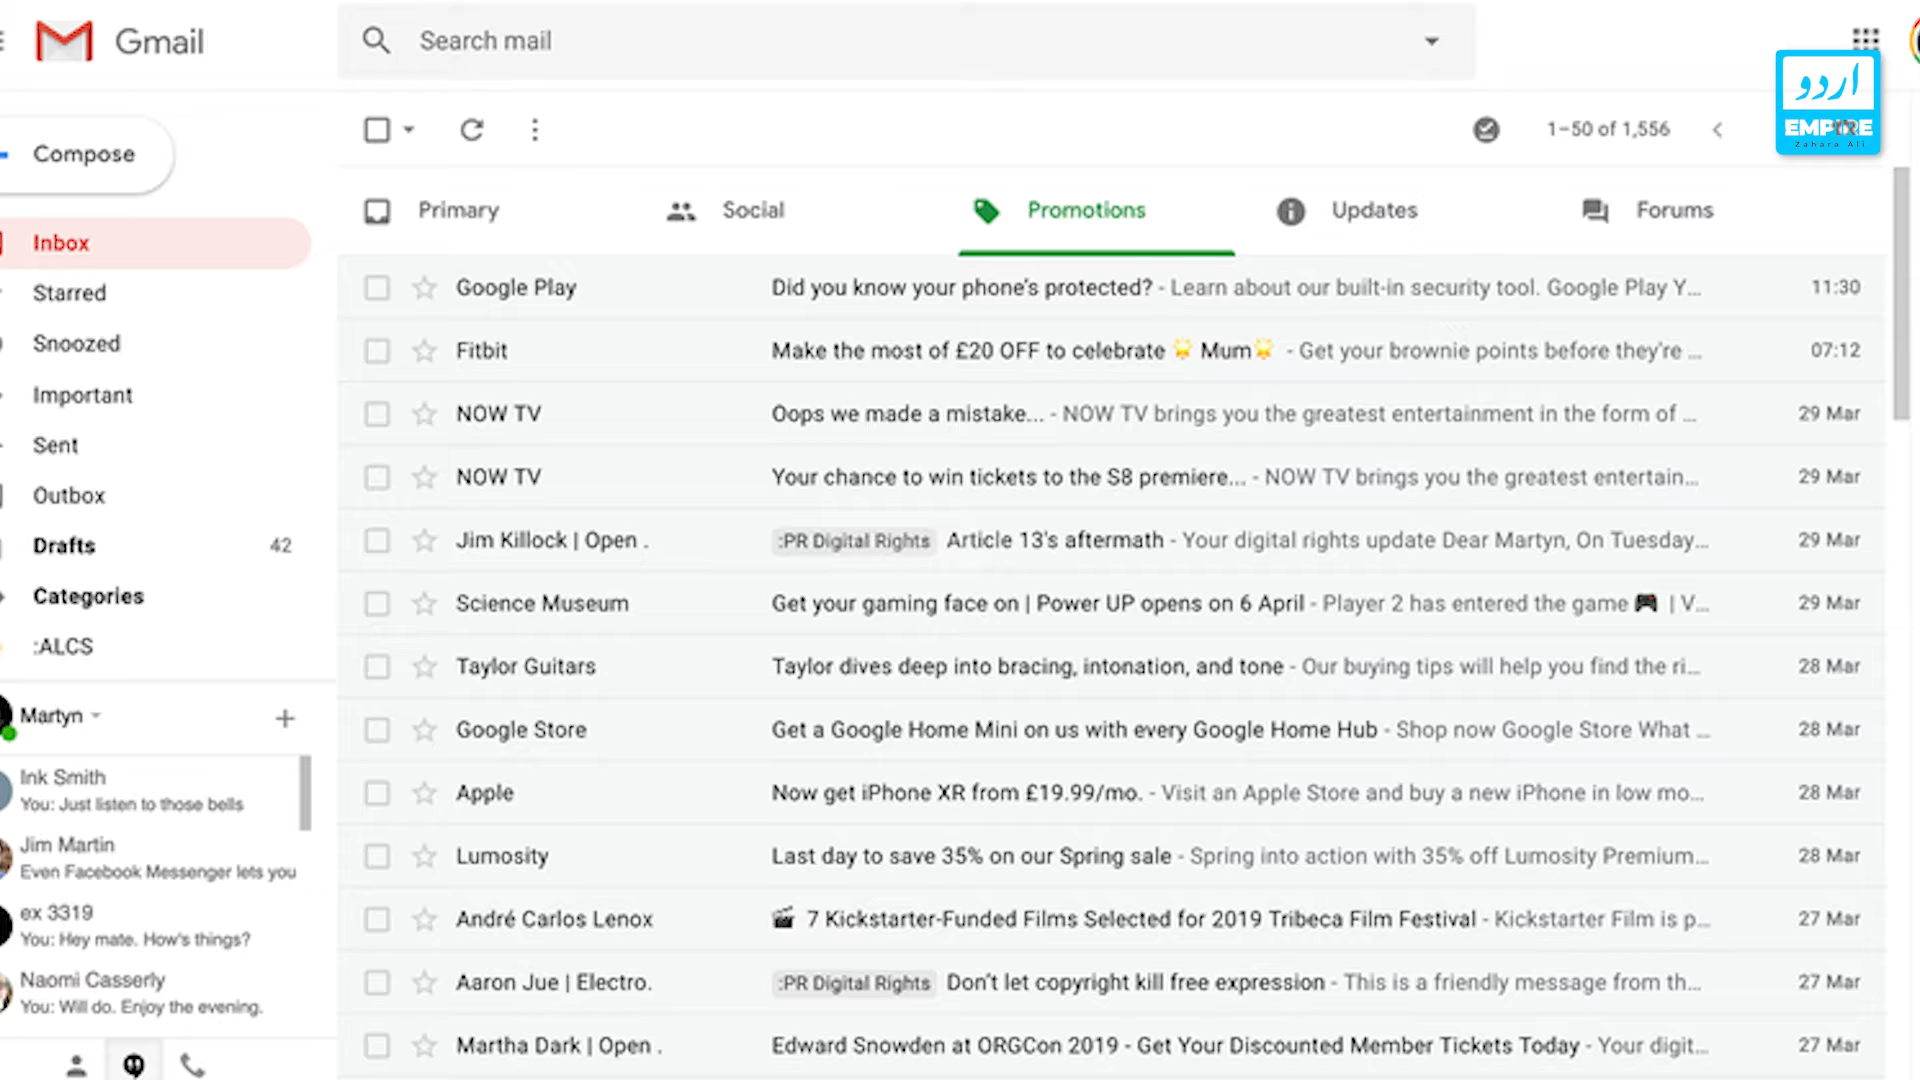 Gmail
Search mail
اردو
EMPIRE
Zahara Ali
Compose
1–50 of 1,556
Primary
Social
Promotions
Updates
Forums
Inbox
Starred
Snoozed
Important
Sent
Outbox
Drafts 42
Categories
:ALCS
Martyn
Ink Smith
You: Just listen to those bells
Jim Martin
Even Facebook Messenger lets you
ex 3319
You: Hey mate. How's things?
Naomi Casserly
You: Will do. Enjoy the evening.
Google Play Did you know your phone's protected? - Learn about our built-in security tool. Google Play Y... 11:30
Fitbit Make the most of £20 OFF to celebrate 🌟 Mum🌟 - Get your brownie points before they're ... 07:12
NOW TV Oops we made a mistake... - NOW TV brings you the greatest entertainment in the form of ... 29 Mar
NOW TV Your chance to win tickets to the S8 premiere... - NOW TV brings you the greatest entertain... 29 Mar
Jim Killock | Open . :PR Digital Rights Article 13's aftermath - Your digital rights update Dear Martyn, On Tuesday... 29 Mar
Science Museum Get your gaming face on | Power UP opens on 6 April - Player 2 has entered the game 🎮 | V... 29 Mar
Taylor Guitars Taylor dives deep into bracing, intonation, and tone - Our buying tips will help you find the ri... 28 Mar
Google Store Get a Google Home Mini on us with every Google Home Hub - Shop now Google Store What ... 28 Mar
Apple Now get iPhone XR from £19.99/mo. - Visit an Apple Store and buy a new iPhone in low mo... 28 Mar
Lumosity Last day to save 35% on our Spring sale - Spring into action with 35% off Lumosity Premium... 28 Mar
André Carlos Lenox 🎬 7 Kickstarter-Funded Films Selected for 2019 Tribeca Film Festival - Kickstarter Film is p... 27 Mar
Aaron Jue | Electro. :PR Digital Rights Don't let copyright kill free expression - This is a friendly message from th... 27 Mar
Martha Dark | Open . Edward Snowden at ORGCon 2019 - Get Your Discounted Member Tickets Today - Your digit... 27 Mar